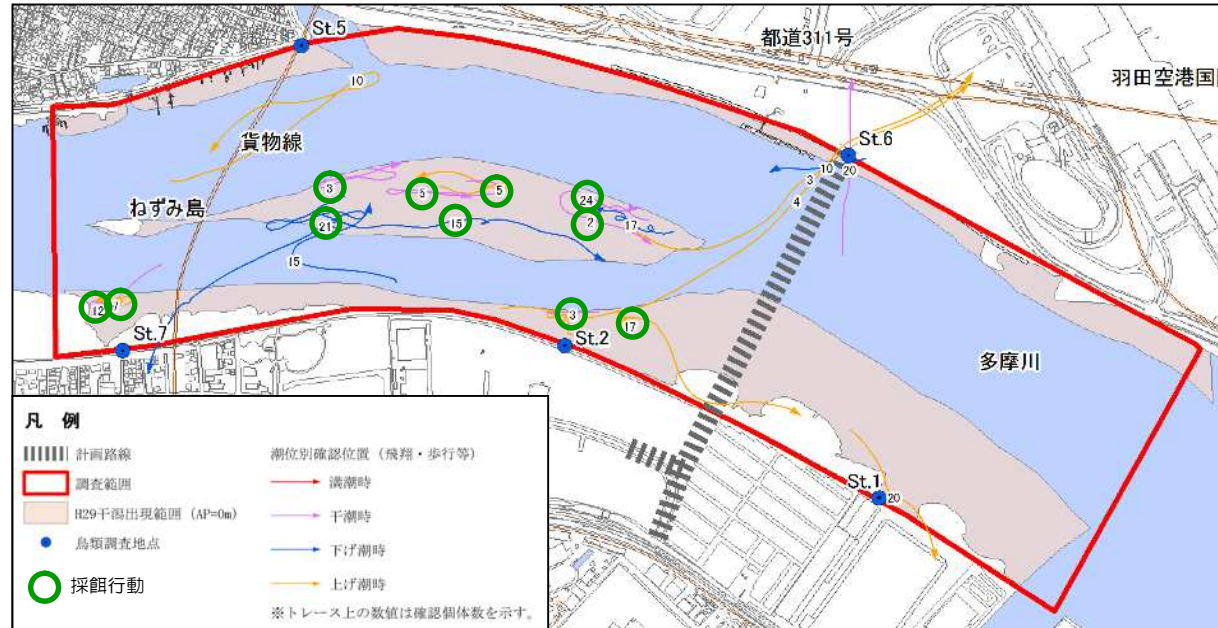 St.5
都道311号
羽田空港国
10
貨物線
St.6
10
20
3
4
3
5
5
24
ねずみ島
21
15
2
17
15
12
7
3
17
St.7
St.2
多摩川
St.1
20
凡 例
計画路線
調査範囲
H29干潟出現範囲（AP=0m）
鳥類調査地点
採餌行動
潮位別確認位置（飛翔・歩行等）
満潮時
干潮時
下げ潮時
上げ潮時
※トレース上の数値は確認個体数を示す。